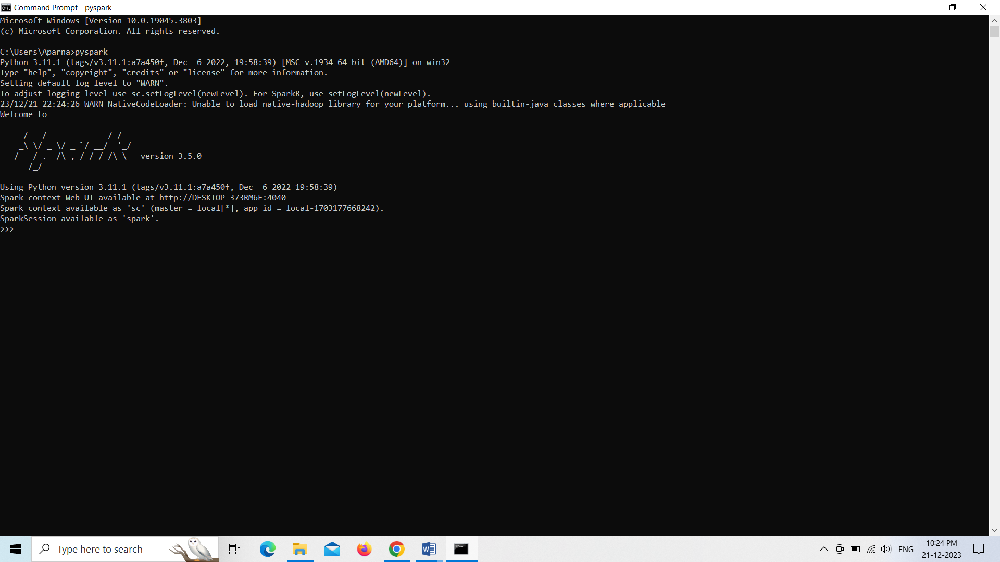 Command Prompt - pyspark
Microsoft Windows [Version 10.0.19045.3803]
(c) Microsoft Corporation. All rights reserved.
C:\Users\Aparna>pyspark
Python 3.11.1 (tags/v3.11.1:a7a450f, Dec  6 2022, 19:58:39) [MSC v.1934 64 bit (AMD64)] on win32
Type "help", "copyright", "credits" or "license" for more information.
Setting default log level to "WARN".
To adjust logging level use sc.setLogLevel(newLevel). For SparkR, use setLogLevel(newLevel).
23/12/21 22:24:26 WARN NativeCodeLoader: Unable to load native-hadoop library for your platform... using builtin-java classes where applicable
Welcome to
      ____              __
     / __/__  ___ _____/ /__
    _\ \/ _ \/ _ `/ __/  '_/
   /__ / .__/\_,_/_/ /_/\_\   version 3.5.0
      /_/
Using Python version 3.11.1 (tags/v3.11.1:a7a450f, Dec  6 2022 19:58:39)
Spark context Web UI available at http://DESKTOP-373RM6E:4040
Spark context available as 'sc' (master = local[*], app id = local-1703177668242).
SparkSession available as 'spark'.
>>>
Type here to search
ENG
10:24 PM
21-12-2023